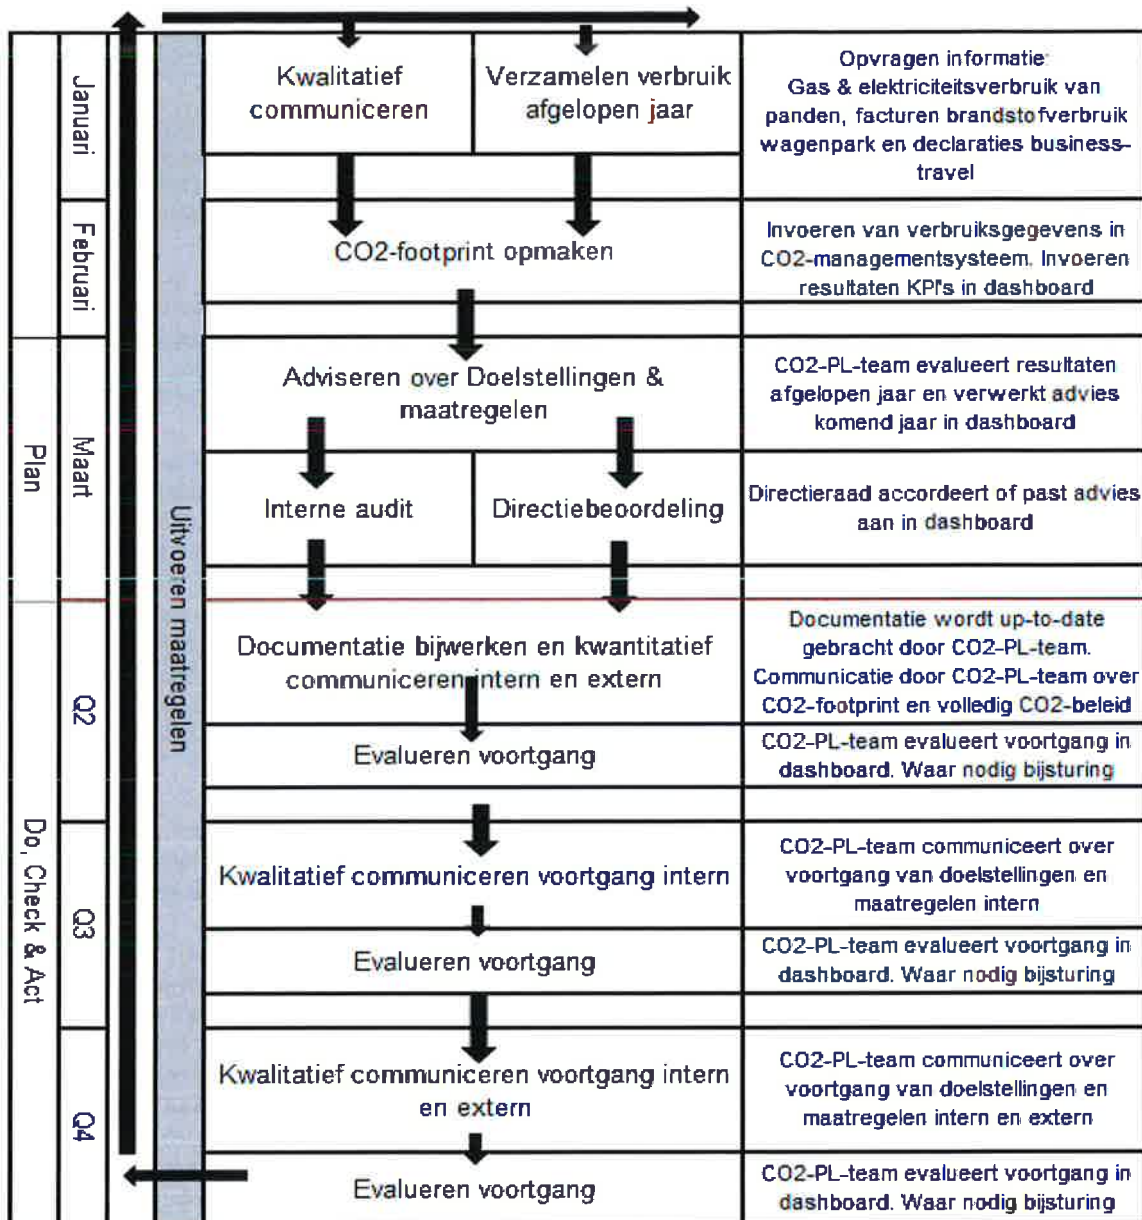 Januari
Kwalitatief
communiceren
Verzamelen verbruik
afgelopen jaar
Opvragen informatie:
Gas & elektriciteitsverbruik van
panden, facturen brandstofverbruik
wagenpark en declaraties business-
travel
Februari
CO2-footprint opmaken
Invoeren van verbruiksgegevens in
CO2-managementsysteem. Invoeren
resultaten KPI's in dashboard
Plan
Maart
Adviseren over Doelstellingen &
maatregelen
CO2-PL-team evalueert resultaten
afgelopen jaar en verwerkt advies
komend jaar in dashboard
Interne audit
Directiebeoordeling
Directieraad accordeert of past advies
aan in dashboard
Uitvoeren maatregelen
Do, Check & Act
Q2
Documentatie bijwerken en kwantitatief
communiceren intern en extern
Documentatie wordt up-to-date
gebracht door CO2-PL-team.
Communicatie door CO2-PL-team over
CO2-footprint en volledig CO2-beleid
Evalueren voortgang
CO2-PL-team evalueert voortgang in
dashboard. Waar nodig bijsturing
Q3
Kwalitatief communiceren voortgang intern
CO2-PL-team communiceert over
voortgang van doelstellingen en
maatregelen intern
Evalueren voortgang
CO2-PL-team evalueert voortgang in
dashboard. Waar nodig bijsturing
Q4
Kwalitatief communiceren voortgang intern
en extern
CO2-PL-team communiceert over
voortgang van doelstellingen en
maatregelen intern en extern
Evalueren voortgang
CO2-PL-team evalueert voortgang in
dashboard. Waar nodig bijsturing